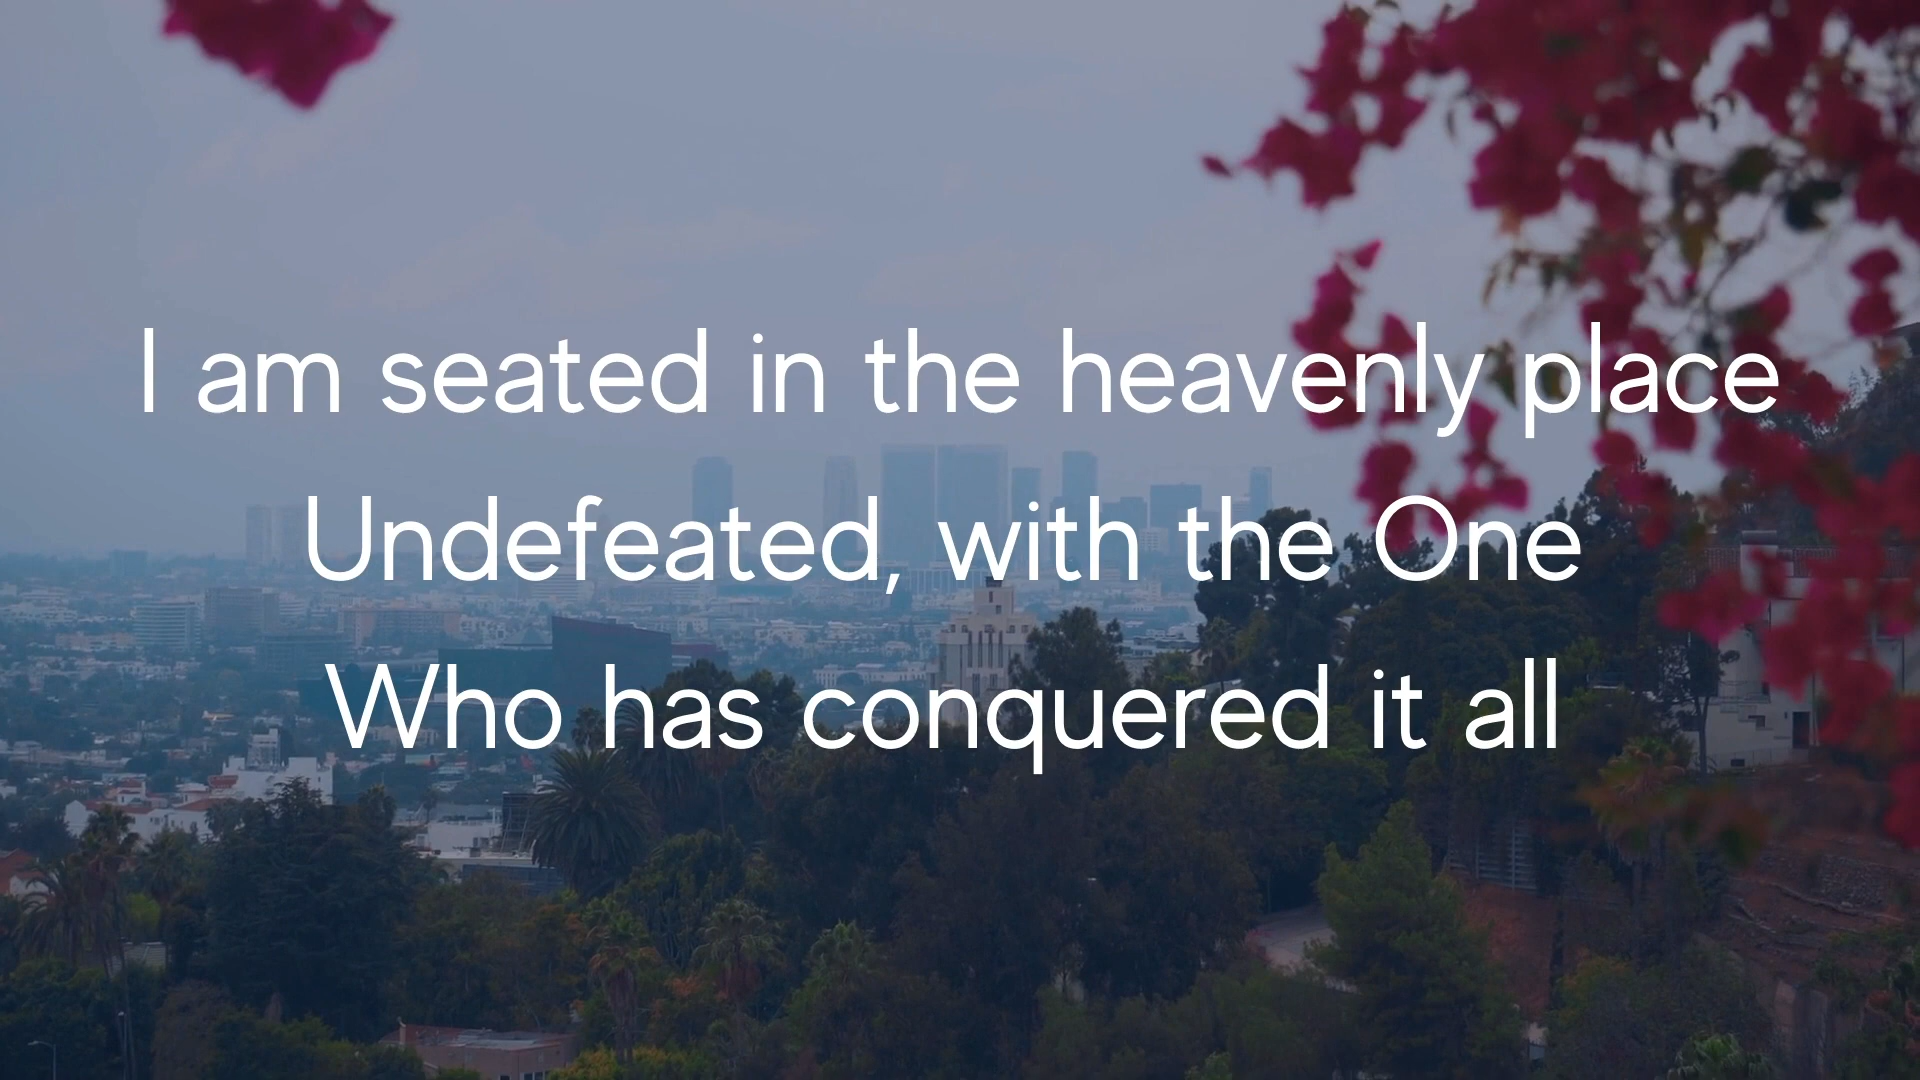 I am seated in the heavenly place
Undefeated, with the One
Who has conquered it all